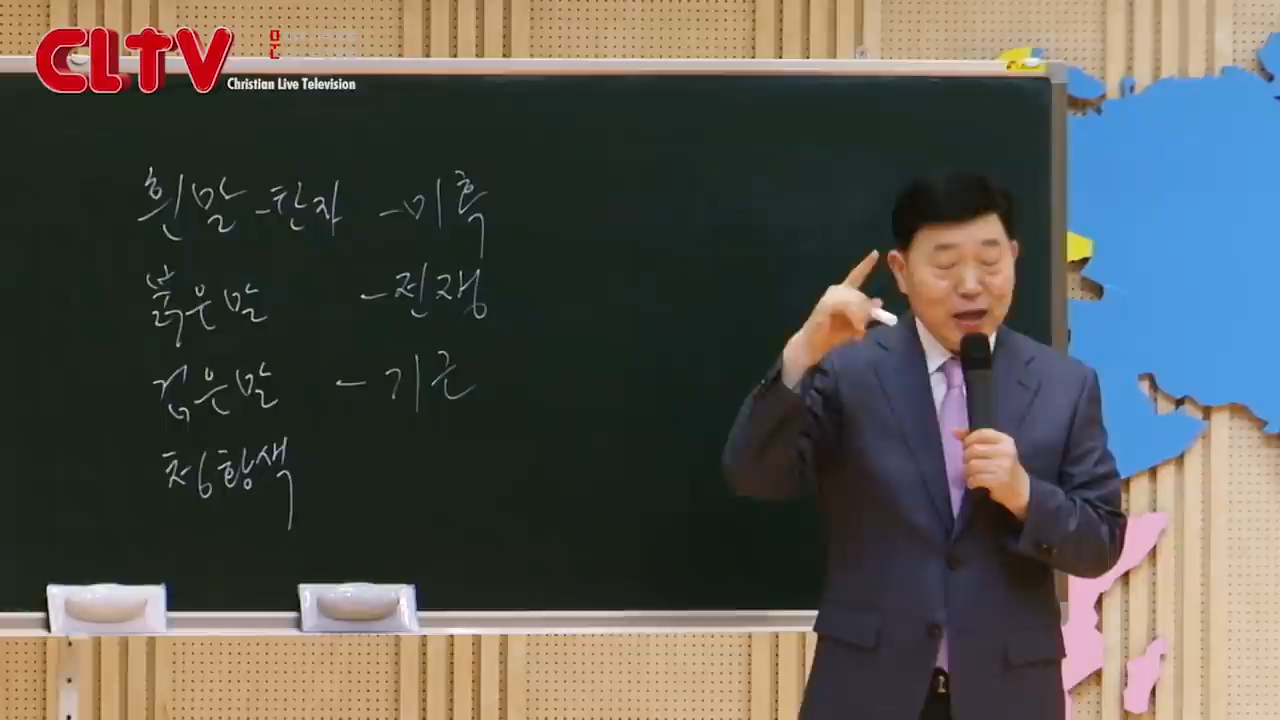 CLTV
Christian Live Television
흰말 - 탄자 - 미혹
붉은말 - 전쟁
검은말 - 기근
청황색